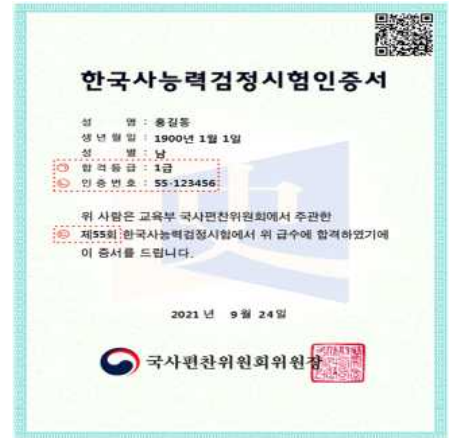 한국사능력검정시험인증서
성 명 : 홍길동
생 년 월 일 : 1900년 1월 1일
성 별 : 남
㉠ 합 격 등 급 : 1급
㉡ 인 증 번 호 : 55-123456
위 사람은 교육부 국사편찬위원회에서 주관한
㉢ 제55회 한국사능력검정시험에서 위 급수에 합격하였기에
이 증서를 드립니다.
2021 년 9 월 24 일
국사편찬위원회위원장